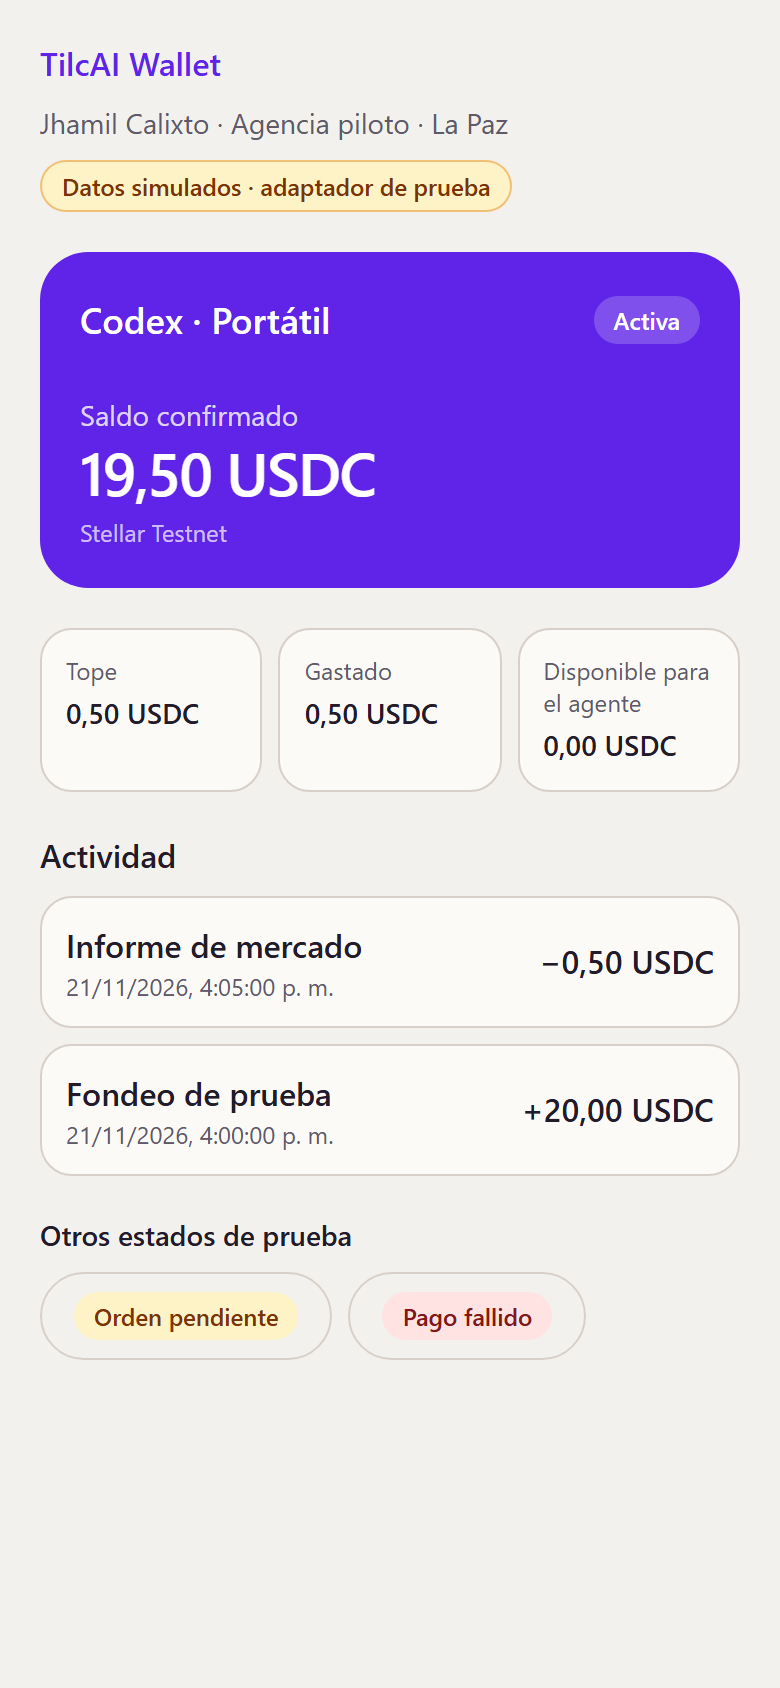 TilcAI Wallet
Jhamil Calixto · Agencia piloto · La Paz
Datos simulados · adaptador de prueba
Codex · Portátil
Activa
Saldo confirmado
19,50 USDC
Stellar Testnet
Tope
0,50 USDC
Gastado
0,50 USDC
Disponible para
el agente
0,00 USDC
Actividad
Informe de mercado
21/11/2026, 4:05:00 p. m.
−0,50 USDC
Fondeo de prueba
21/11/2026, 4:00:00 p. m.
+20,00 USDC
Otros estados de prueba
Orden pendiente
Pago fallido